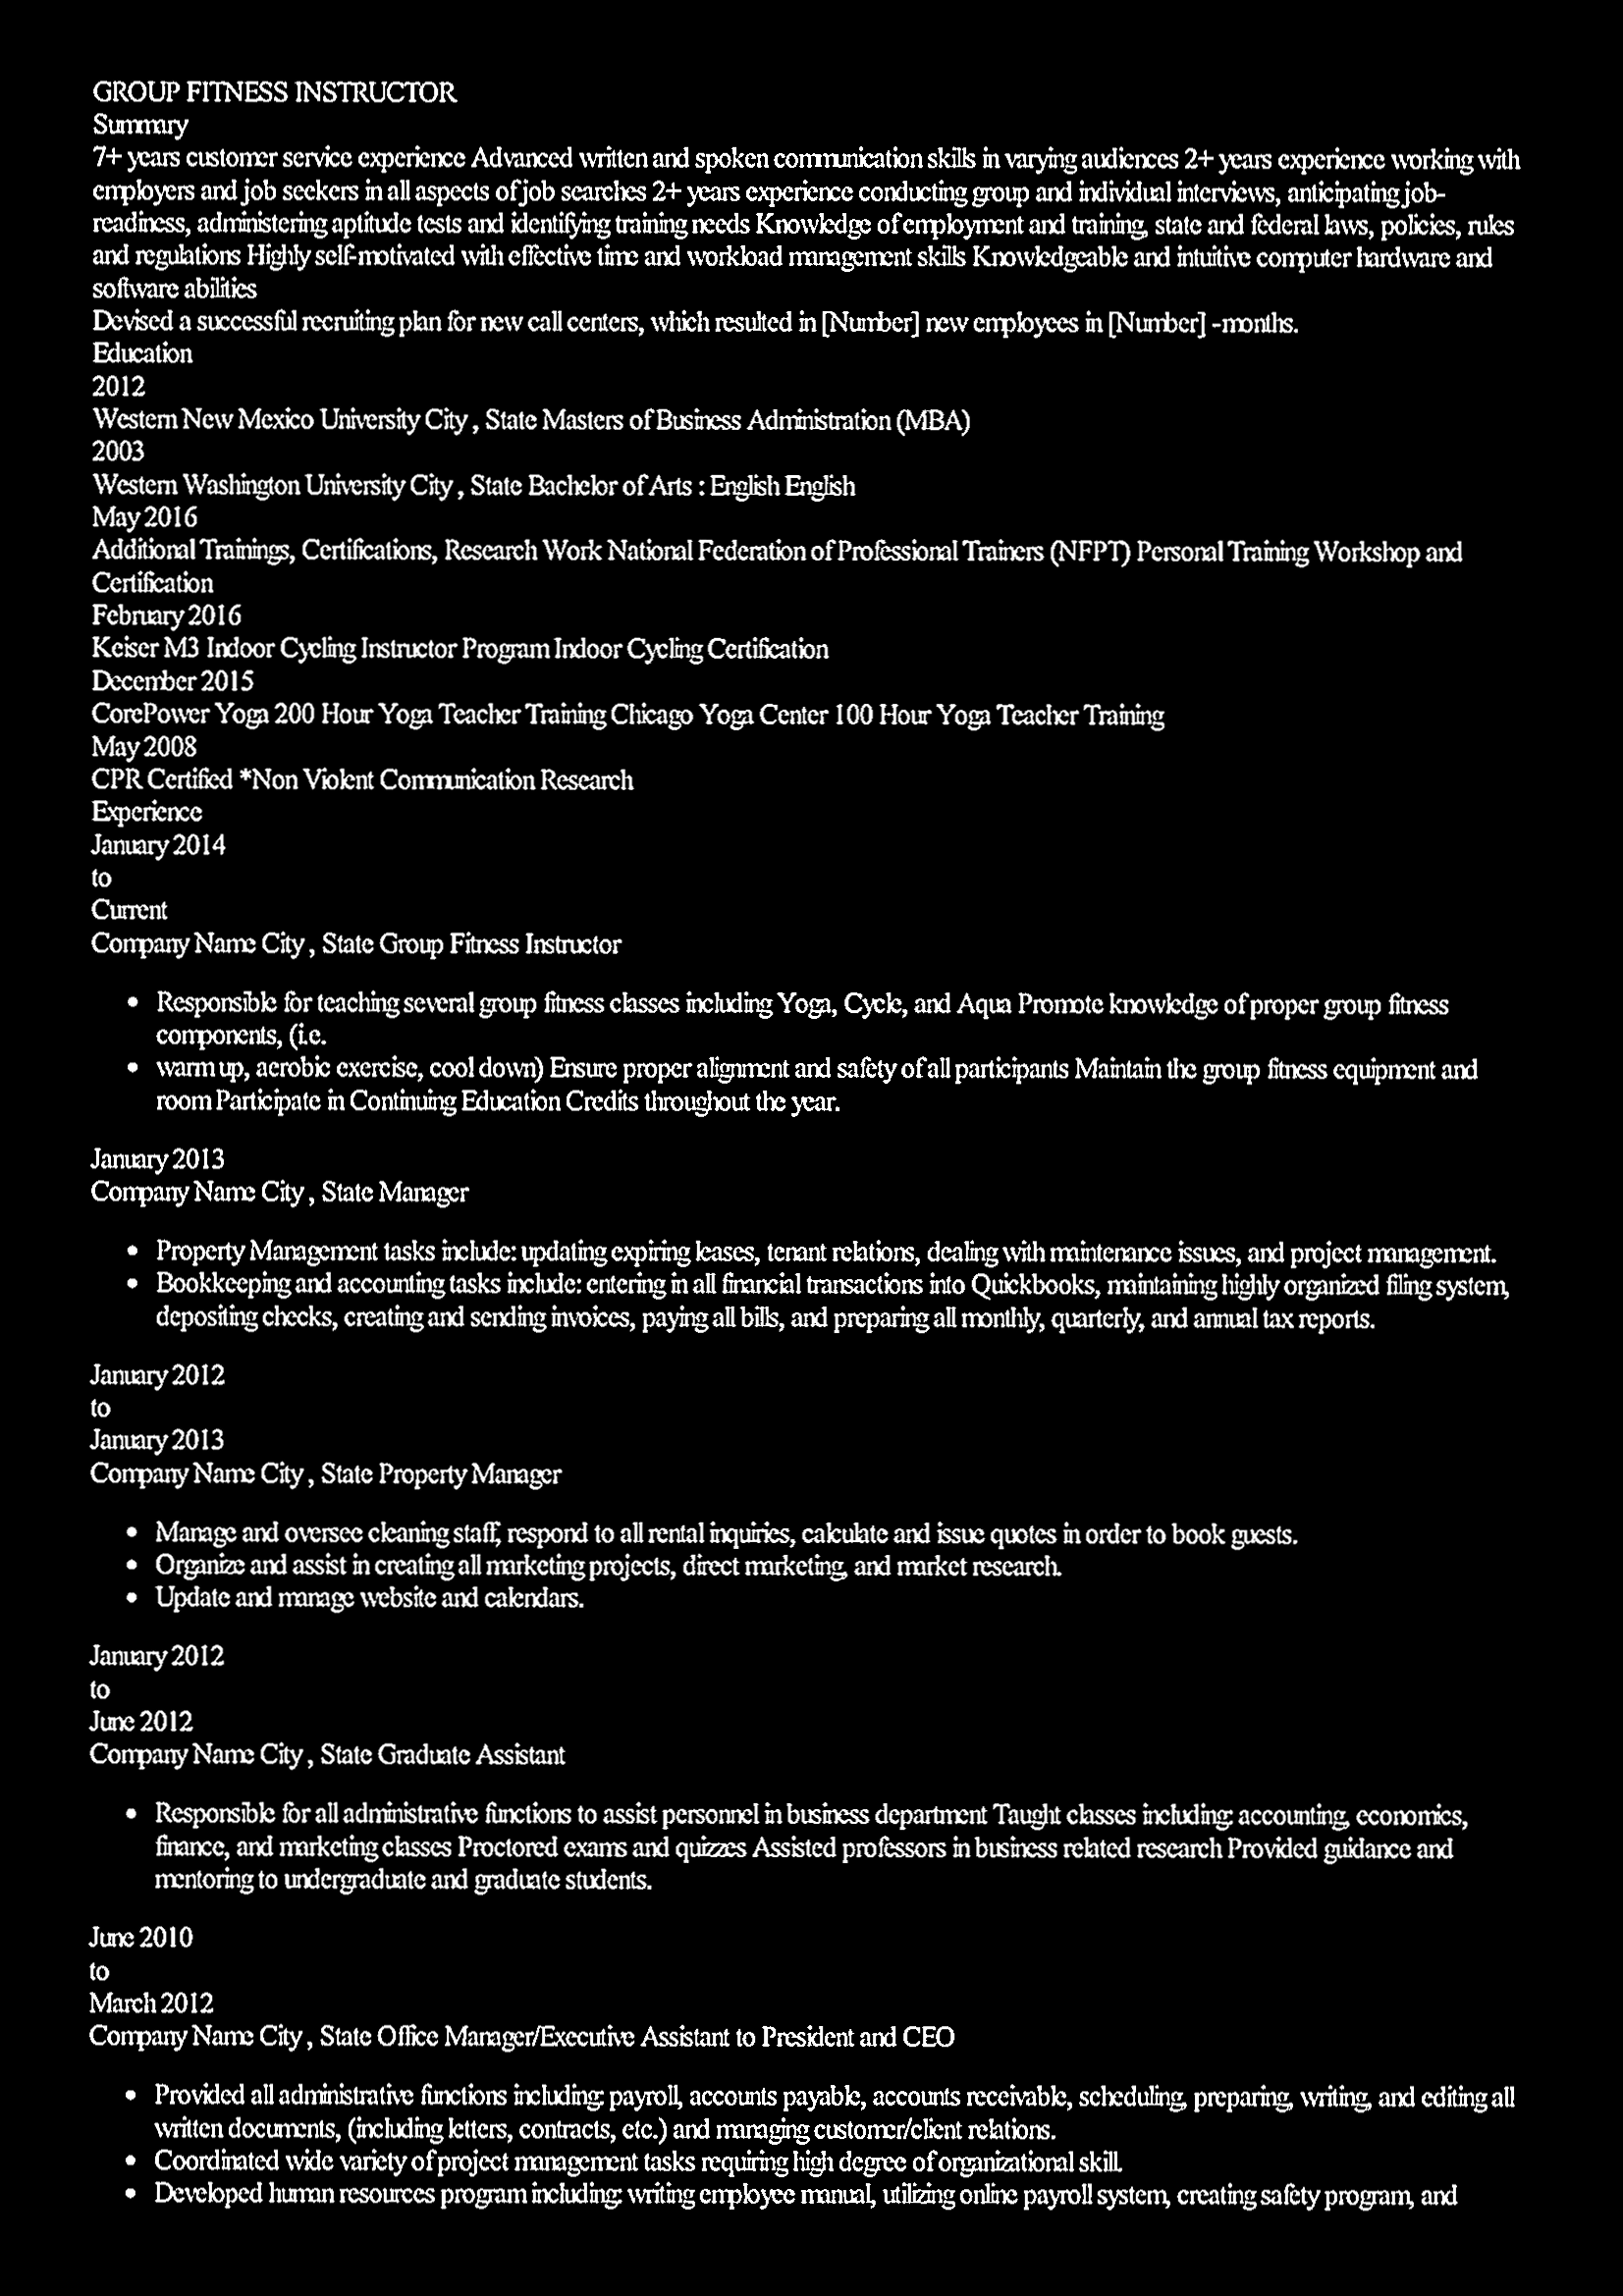 GROUP FITNESS INSTRUCTOR
Summary
7+ years customer service experience Advanced written and spoken communication skills in varying audiences 2+ years experience working with
employers and job seekers in all aspects of job searches 2+ years experience conducting group and individual interviews, anticipating job-
readiness, administering aptitude tests and identifying training needs Knowledge of employment and training, state and federal laws, policies, rules
and regulations Highly self-motivated with effective time and workload management skills Knowledgeable and intuitive computer hardware and
software abilities
Devised a successful recruiting plan for new call centers, which resulted in [Number] new employees in [Number] -months.
Education
2012
Western New Mexico University City , State Masters of Business Administration (MBA)
2003
Western Washington University City , State Bachelor of Arts : English English
May 2016
Additional Trainings, Certifications, Research Work National Federation of Professional Trainers (NFPT) Personal Training Workshop and
Certification
February 2016
Keiser M3 Indoor Cycling Instructor Program Indoor Cycling Certification
December 2015
CorePower Yoga 200 Hour Yoga Teacher Training Chicago Yoga Center 100 Hour Yoga Teacher Training
May 2008
CPR Certified *Non Violent Communication Research
Experience
January 2014
to
Current
Company Name City , State Group Fitness Instructor
• Responsible for teaching several group fitness classes including Yoga, Cycle, and Aqua Promote knowledge of proper group fitness
components, (i.e.
• warm up, aerobic exercise, cool down) Ensure proper alignment and safety of all participants Maintain the group fitness equipment and
room Participate in Continuing Education Credits throughout the year.
January 2013
Company Name City , State Manager
• Property Management tasks include: updating expiring leases, tenant relations, dealing with maintenance issues, and project management.
• Bookkeeping and accounting tasks include: entering in all financial transactions into Quickbooks, maintaining highly organized filing system,
depositing checks, creating and sending invoices, paying all bills, and preparing all monthly, quarterly, and annual tax reports.
January 2012
to
January 2013
Company Name City , State Property Manager
• Manage and oversee cleaning staff, respond to all rental inquiries, calculate and issue quotes in order to book guests.
• Organize and assist in creating all marketing projects, direct marketing, and market research.
• Update and manage website and calendars.
January 2012
to
June 2012
Company Name City , State Graduate Assistant
• Responsible for all administrative functions to assist personnel in business department Taught classes including: accounting, economics,
finance, and marketing classes Proctored exams and quizzes Assisted professors in business related research Provided guidance and
mentoring to undergraduate and graduate students.
June 2010
to
March 2012
Company Name City , State Office Manager/Executive Assistant to President and CEO
• Provided all administrative functions including: payroll, accounts payable, accounts receivable, scheduling, preparing, writing, and editing all
written documents, (including letters, contracts, etc.) and managing customer/client relations.
• Coordinated wide variety of project management tasks requiring high degree of organizational skill.
• Developed human resources program including: writing employee manual, utilizing online payroll system, creating safety program, and